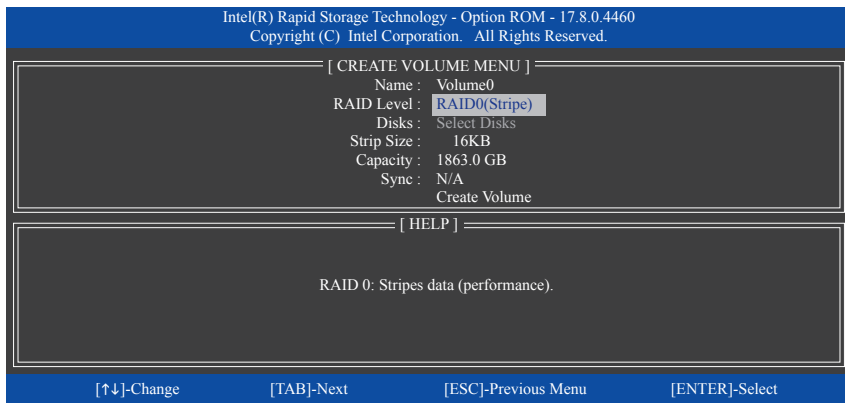 Intel(R) Rapid Storage Technology - Option ROM - 17.8.0.4460
Copyright (C) Intel Corporation. All Rights Reserved.
[ CREATE VOLUME MENU ]
Name : Volume0
RAID Level : RAID0(Stripe)
Disks : Select Disks
Strip Size : 16KB
Capacity : 1863.0 GB
Sync : N/A
Create Volume
[ HELP ]
RAID 0: Stripes data (performance).
[↑↓]-Change [TAB]-Next [ESC]-Previous Menu [ENTER]-Select